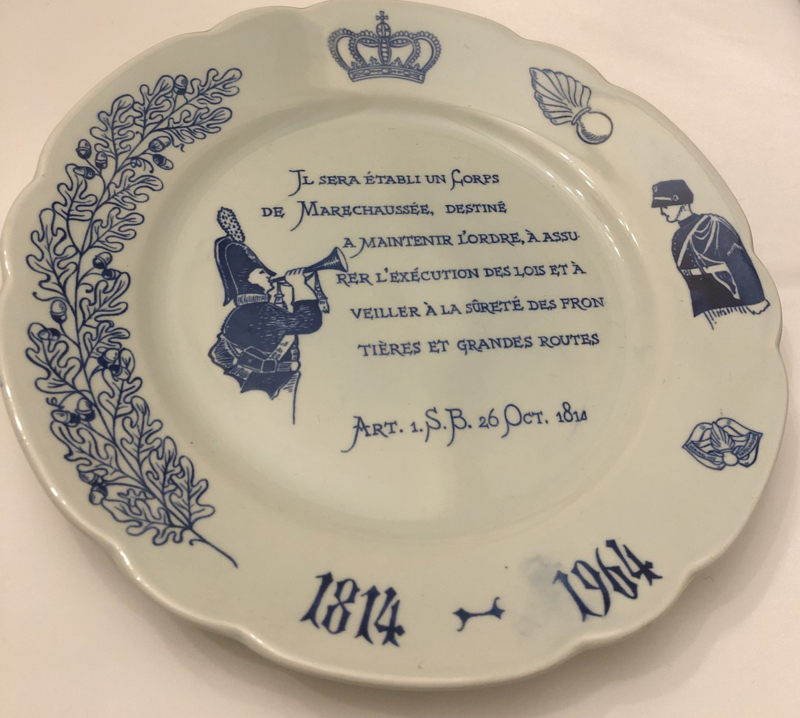 Il sera établi un Corps
de Marechaussée, destiné
a maintenir l'ordre, à assu
rer l'exécution des lois et à
veiller à la sûreté des fron
tières et grandes routes
Art. 1. S.B. 26 Oct. 1814
1814 - 1964